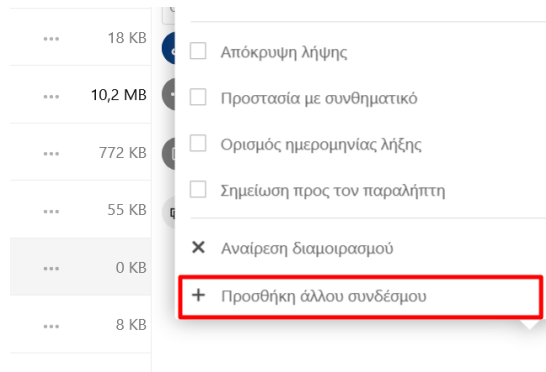 18 KB
Απόκρυψη λήψης
10,2 MB
Προστασία με συνθηματικό
772 KB
Ορισμός ημερομηνίας λήξης
55 KB
Σημείωση προς τον παραλήπτη
Αναίρεση διαμοιρασμού
0 KB
Προσθήκη άλλου συνδέσμου
8 KB